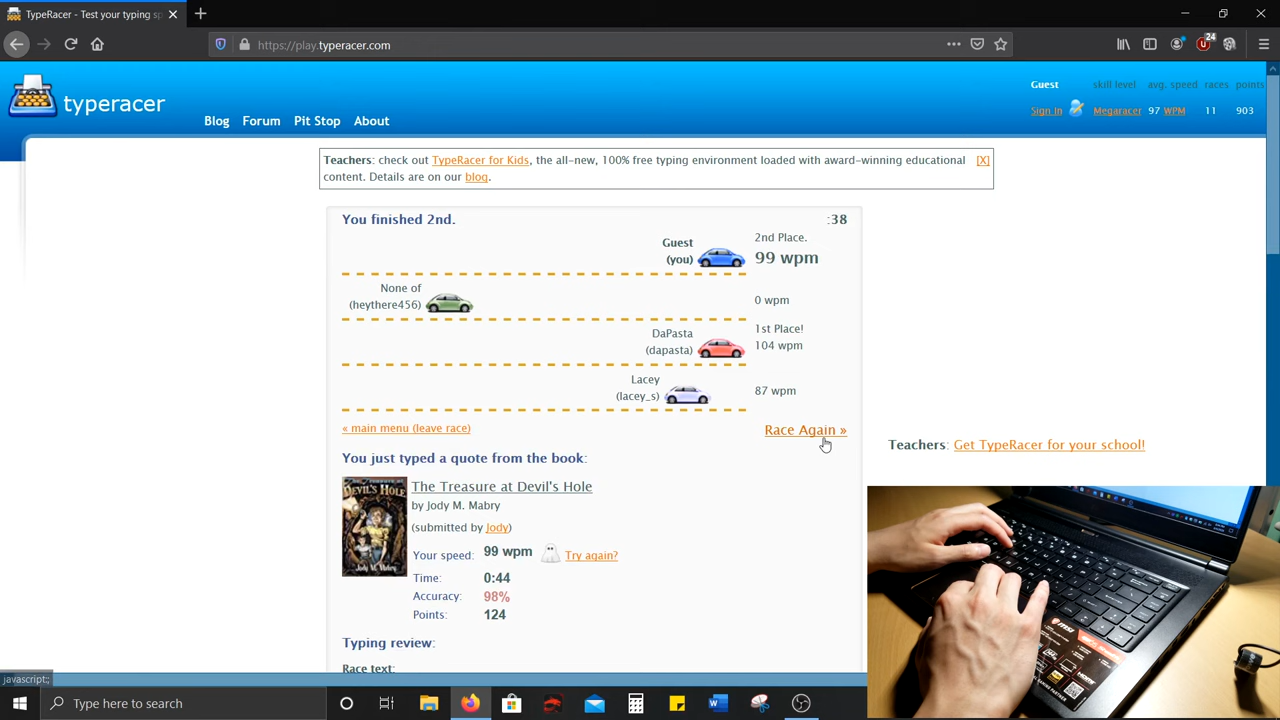 TypeRacer - Test your typing sp
https://play.typeracer.com
24
typeracer
Blog Forum Pit Stop About
Guest skill level avg. speed races points
Sign In Megaracer 97 WPM 11 903
Teachers: check out TypeRacer for Kids, the all-new, 100% free typing environment loaded with award-winning educational [X]
content. Details are on our blog.
You finished 2nd. :38
Guest
(you)
2nd Place.
99 wpm
None of
(heythere456)
0 wpm
DaPasta
(dapasta)
1st Place!
104 wpm
Lacey
(lacey_s)
87 wpm
« main menu (leave race) Race Again »
Teachers: Get TypeRacer for your school!
You just typed a quote from the book:
The Treasure at Devil's Hole
by Jody M. Mabry
(submitted by Jody)
Your speed: 99 wpm Try again?
Time: 0:44
Accuracy: 98%
Points: 124
Typing review:
Race text:
javascript:;
Type here to search